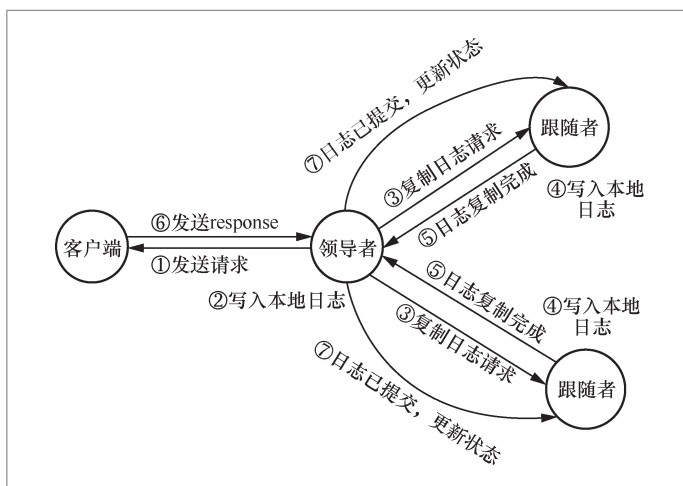 ⑦日志已提交，更新状态
跟随者
③复制日志请求
④写入本地
日志
⑤日志复制完成
⑥发送response
客户端
领导者
①发送请求
②写入本地日志
⑤日志复制完成
④写入本地
日志
③复制日志请求
跟随者
⑦日志已提交，更新状态